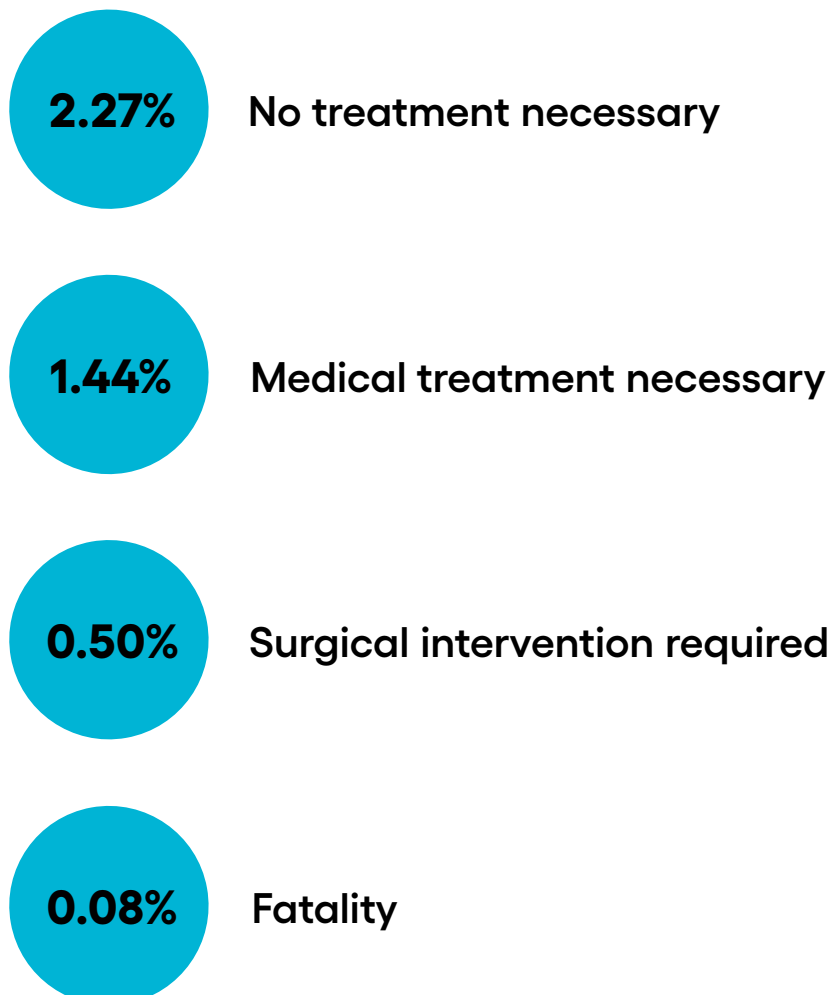 2.27% No treatment necessary
1.44% Medical treatment necessary
0.50% Surgical intervention required
0.08% Fatality